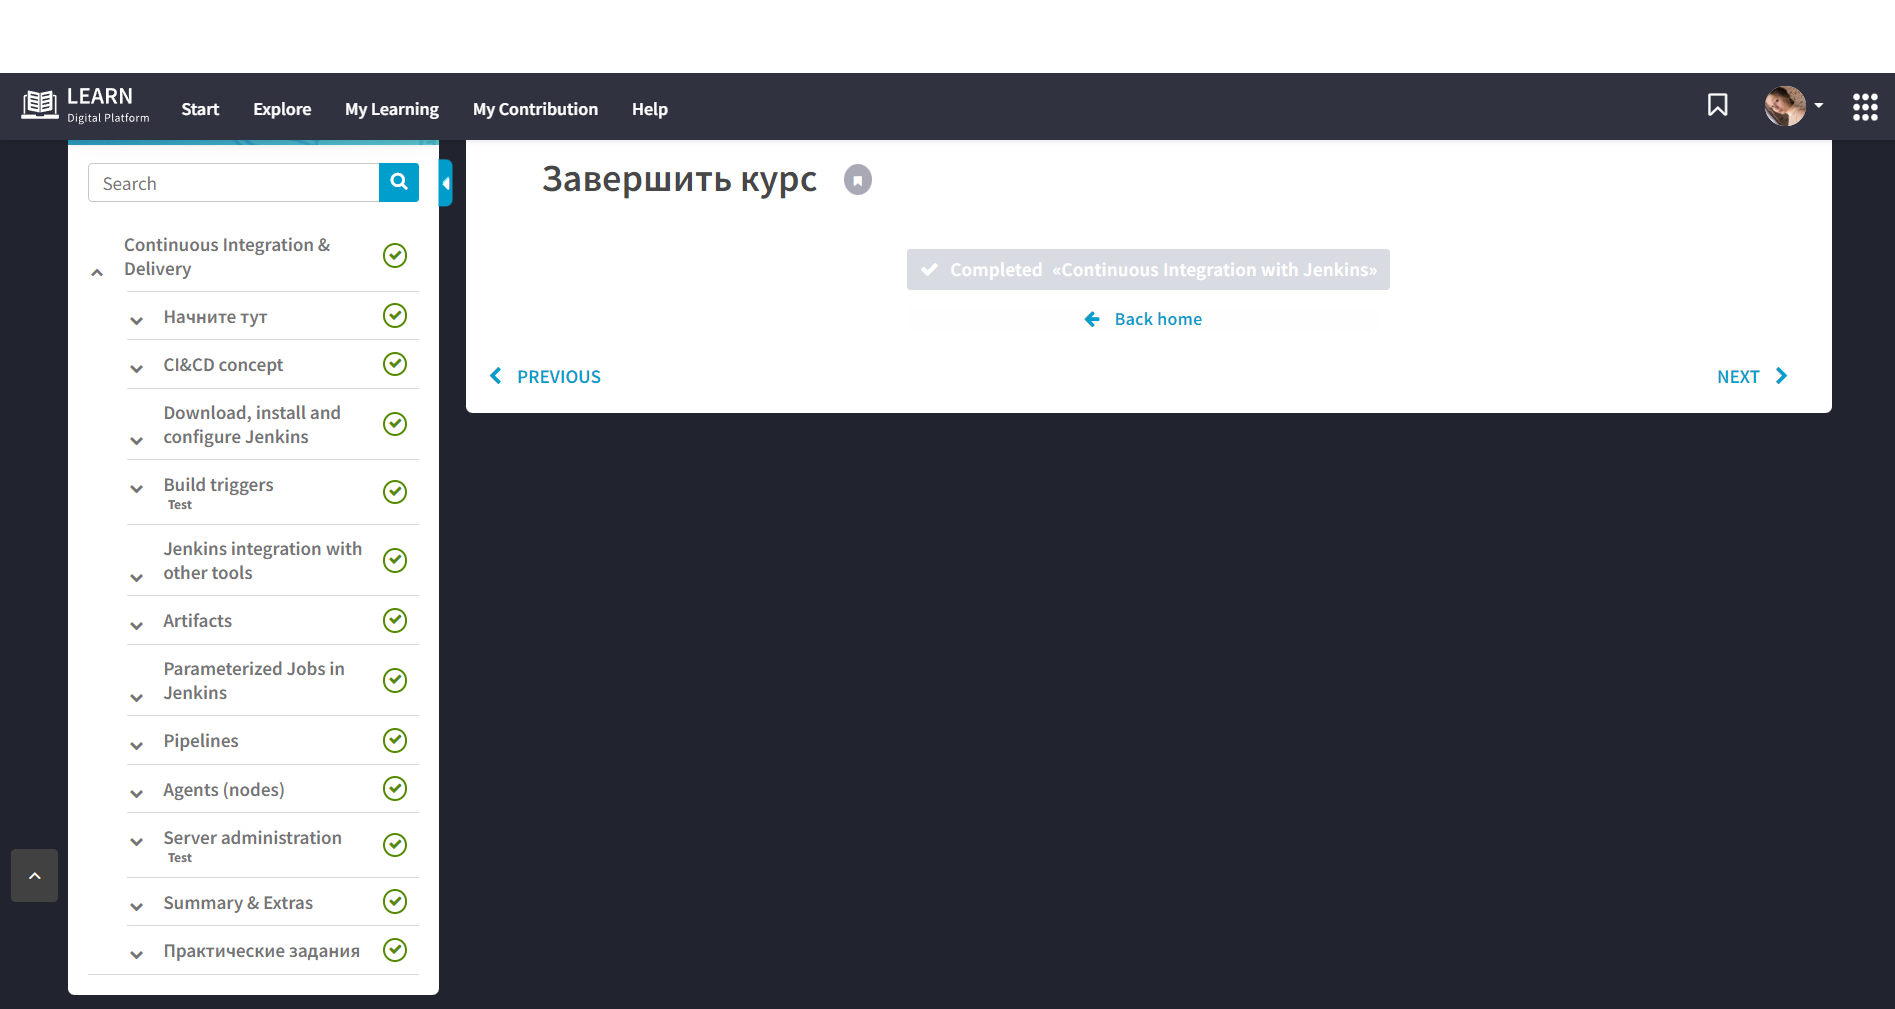 LEARN
Digital Platform
Start
Explore
My Learning
My Contribution
Help
Search
Continuous Integration &
Delivery
Начните тут
CI&CD concept
Download, install and
configure Jenkins
Build triggers
Test
Jenkins integration with
other tools
Artifacts
Parameterized Jobs in
Jenkins
Pipelines
Agents (nodes)
Server administration
Test
Summary & Extras
Практические задания
Завершить курс
Completed «Continuous Integration with Jenkins»
Back home
PREVIOUS
NEXT